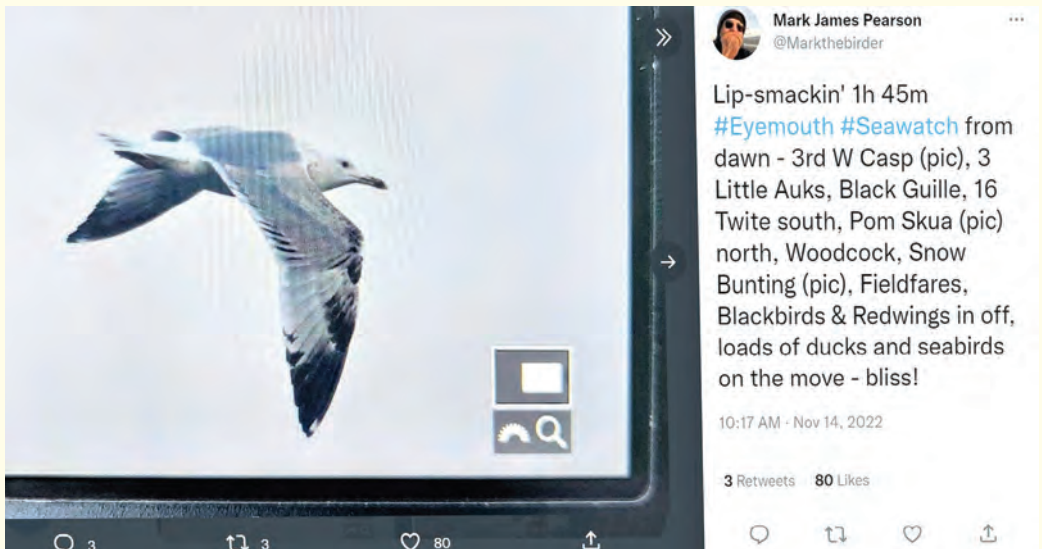 Mark James Pearson
@Markthebirder
Lip-smackin' 1h 45m
#Eyemouth #Seawatch from
dawn - 3rd W Casp (pic), 3
Little Auks, Black Guille, 16
Twite south, Pom Skua (pic)
north, Woodcock, Snow
Bunting (pic), Fieldfares,
Blackbirds & Redwings in off,
loads of ducks and seabirds
on the move - bliss!
10:17 AM · Nov 14, 2022
3 Retweets 80 Likes
3 3 80